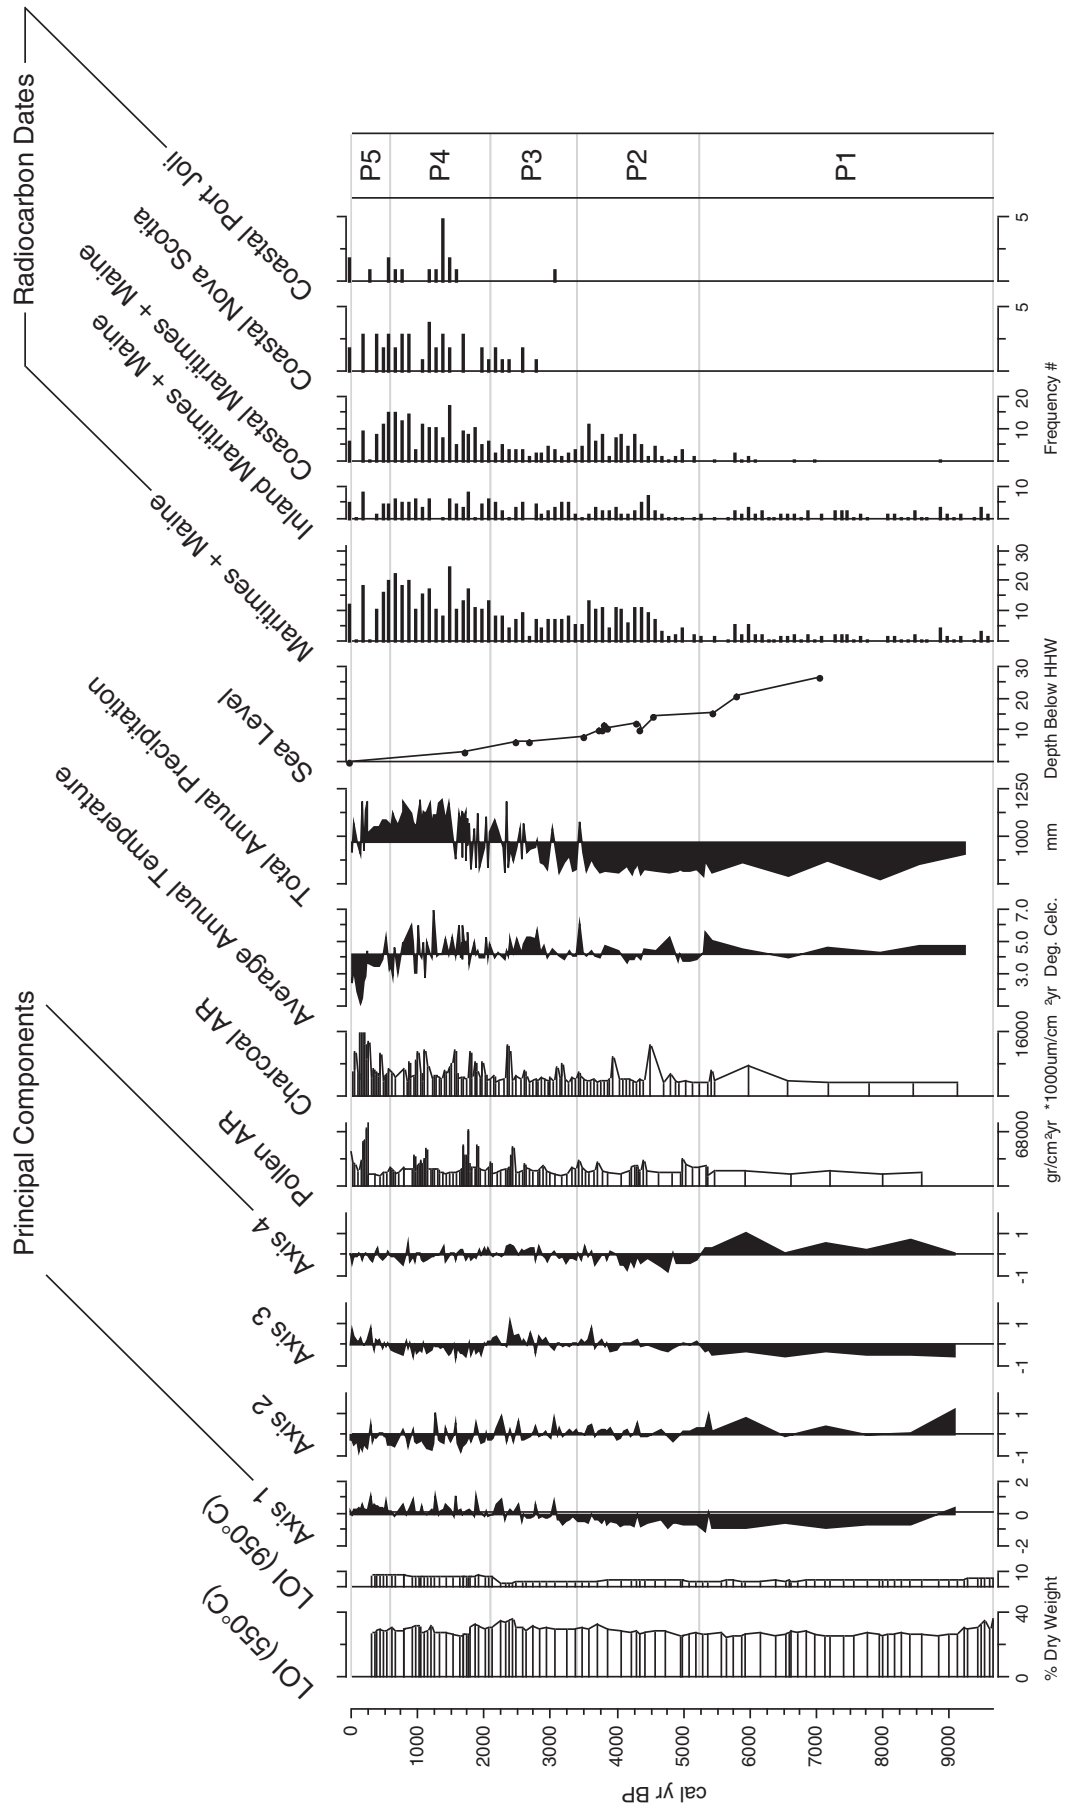 Principal Components
Radiocarbon Dates
LOI (550°C)
LOI (950°C)
Axis 1
Axis 2
Axis 3
Axis 4
Pollen AR
Charcoal AR
Average Annual Temperature
Total Annual Precipitation
Sea Level
Maritimes + Maine
Inland Maritimes + Maine
Coastal Maritimes + Maine
Coastal Nova Scotia
Coastal Port Joli
cal yr BP
0
1000
2000
3000
4000
5000
6000
7000
8000
9000
P5
P4
P3
P2
P1
0 40
10
-2 0 2
-1 1
-1 1
-1 1
68000
16000
3.0 5.0 7.0
1000 1250
10 20 30
10 20 30
10
10 20
5
5
% Dry Weight
gr/cm²yr
*1000um/cm ²yr
Deg. Celc.
mm
Depth Below HHW
Frequency #